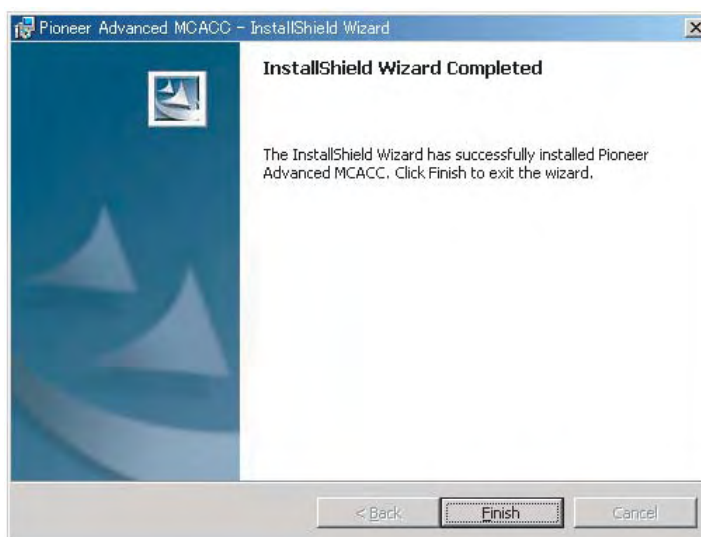 Pioneer Advanced MCACC - InstallShield Wizard
InstallShield Wizard Completed
The InstallShield Wizard has successfully installed Pioneer
Advanced MCACC. Click Finish to exit the wizard.
< Back
Finish
Cancel